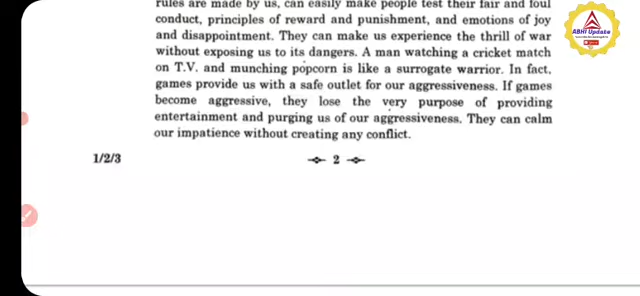 rules are made by us, can easily make people test their fair and foul
conduct, principles of reward and punishment, and emotions of joy
and disappointment. They can make us experience the thrill of war
without exposing us to its dangers. A man watching a cricket match
on T.V. and munching popcorn is like a surrogate warrior. In fact,
games provide us with a safe outlet for our aggressiveness. If games
become aggressive, they lose the very purpose of providing
entertainment and purging us of our aggressiveness. They can calm
our impatience without creating any conflict.
1/2/3
2
ABHI Update